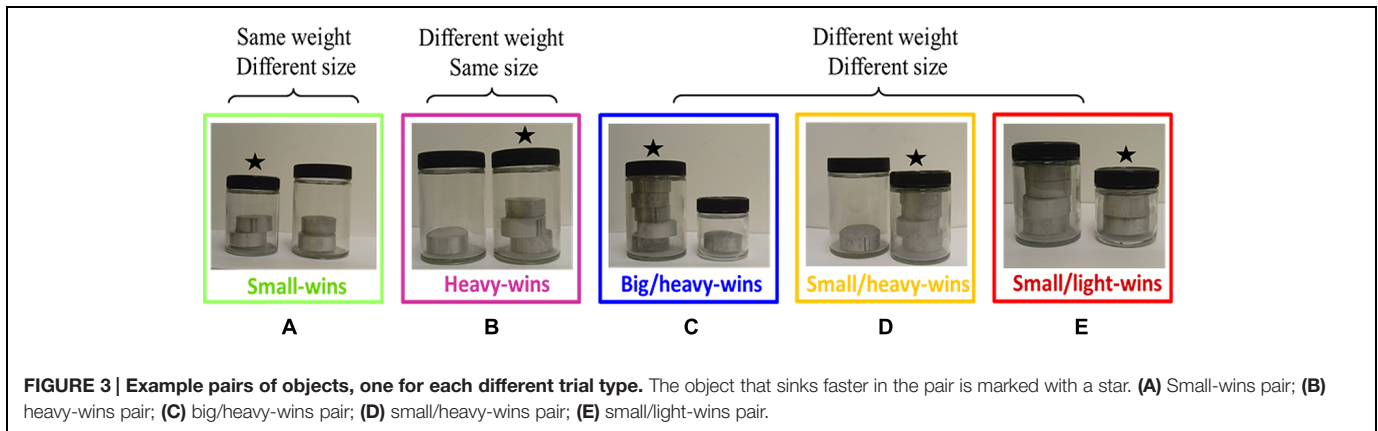 Same weight
Different size
Different weight
Same size
Different weight
Different size
Small-wins
Heavy-wins
Big/heavy-wins
Small/heavy-wins
Small/light-wins
A
B
C
D
E
FIGURE 3 | Example pairs of objects, one for each different trial type. The object that sinks faster in the pair is marked with a star. (A) Small-wins pair; (B)
heavy-wins pair; (C) big/heavy-wins pair; (D) small/heavy-wins pair; (E) small/light-wins pair.